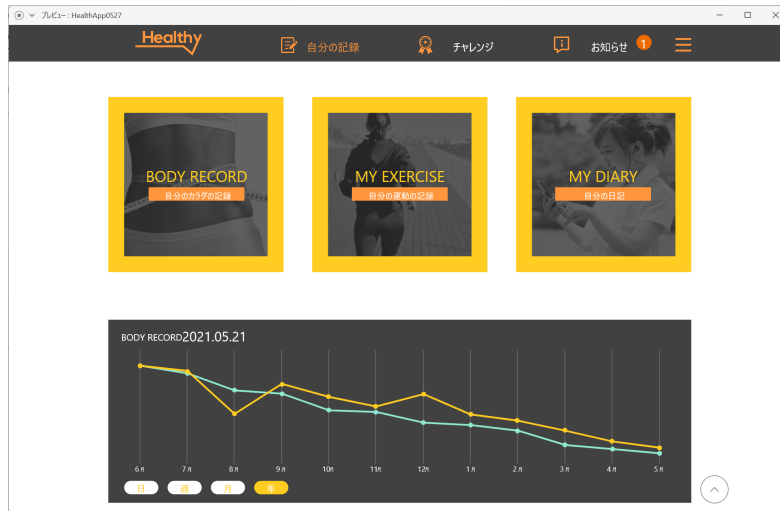 プレビュー : HealthApp0527
Healthy
自分の記録
チャレンジ
お知らせ
1
BODY RECORD
自分のカラダの記録
MY EXERCISE
自分の運動の記録
MY DIARY
自分の日記
BODY RECORD2021.05.21
6月 7月 8月 9月 10月 11月 12月 1月 2月 3月 4月 5月
日 週 月 年